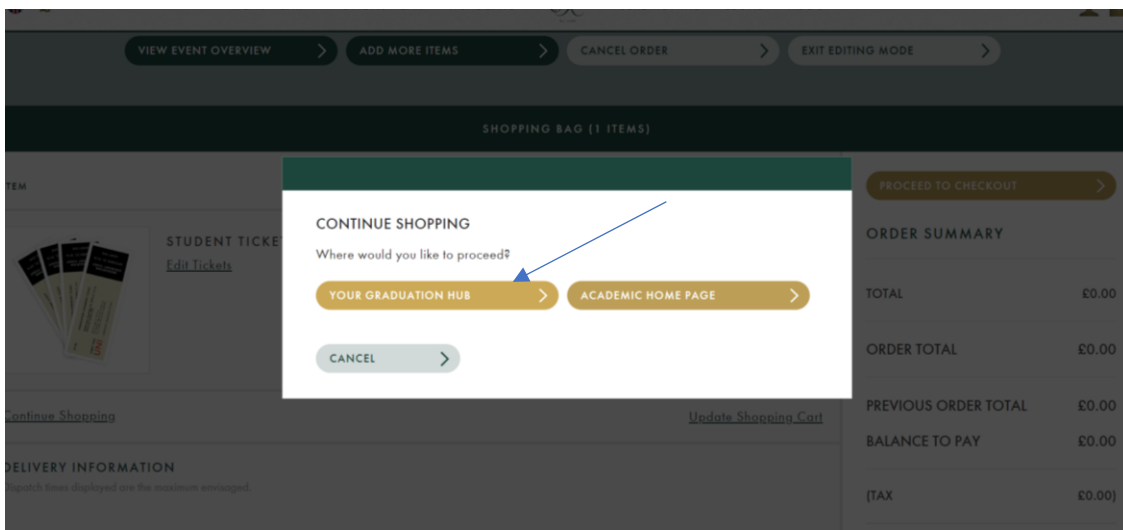 VIEW EVENT OVERVIEW
ADD MORE ITEMS
CANCEL ORDER
EXIT EDITING MODE
SHOPPING BAG (1 ITEMS)
TEM
PROCEED TO CHECKOUT
STUDENT TICKE
Edit Tickets
CONTINUE SHOPPING
Where would you like to proceed?
YOUR GRADUATION HUB
ACADEMIC HOME PAGE
CANCEL
ORDER SUMMARY
TOTAL £0.00
ORDER TOTAL £0.00
PREVIOUS ORDER TOTAL £0.00
BALANCE TO PAY £0.00
(TAX £0.00)
Continue Shopping
Update Shopping Cart
DELIVERY INFORMATION
Dispatch times displayed are the maximum envisaged.